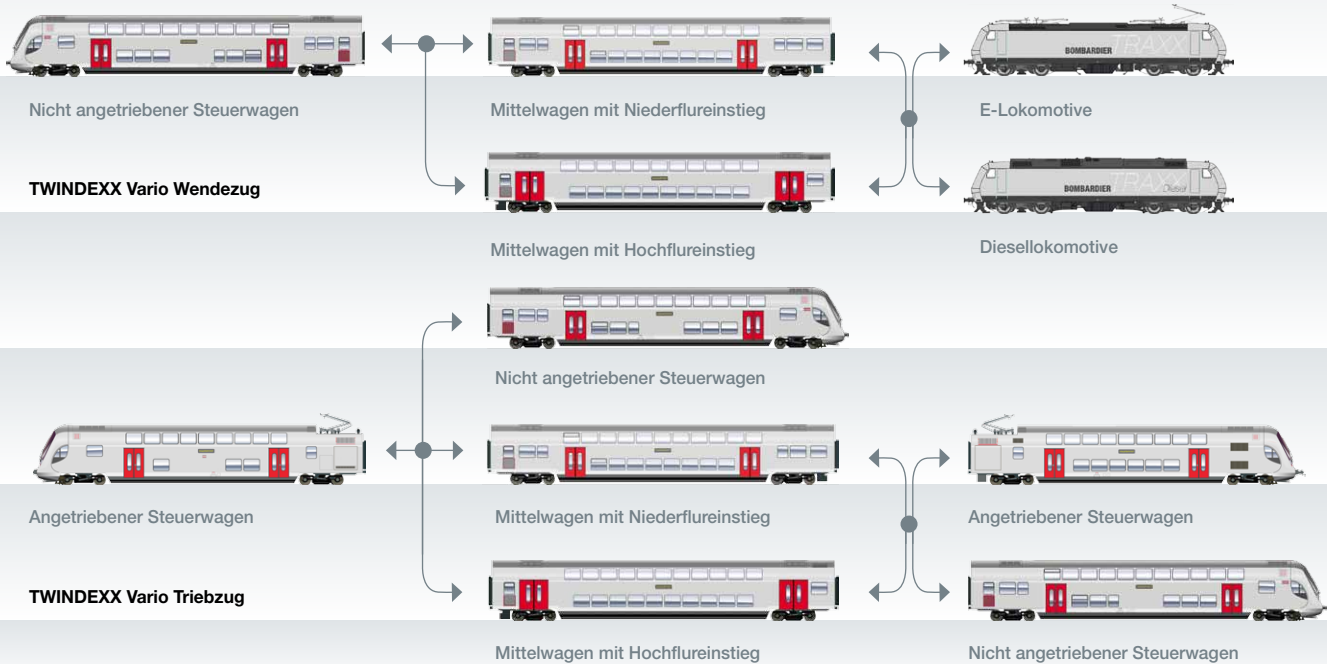 BOMBARDIER TRAXX
Nicht angetriebener Steuerwagen
Mittelwagen mit Niederflureinstieg
E-Lokomotive
TWINDEXX Vario Wendezug
BOMBARDIER TRAXX
Diesel
Mittelwagen mit Hochflureinstieg
Diesellokomotive
Nicht angetriebener Steuerwagen
Angetriebener Steuerwagen
Mittelwagen mit Niederflureinstieg
Angetriebener Steuerwagen
TWINDEXX Vario Triebzug
Mittelwagen mit Hochflureinstieg
Nicht angetriebener Steuerwagen